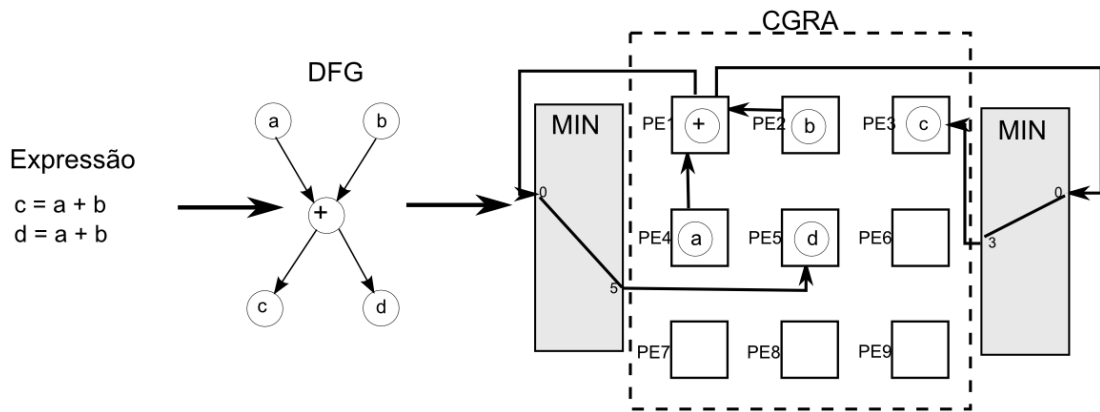 CGRA
DFG
MIN
MIN
PE1
+
PE2
b
PE3
c
a
b
Expressão
c = a + b
d = a + b
+
0
0
PE4
a
PE5
d
PE6
3
5
c
d
PE7
PE8
PE9